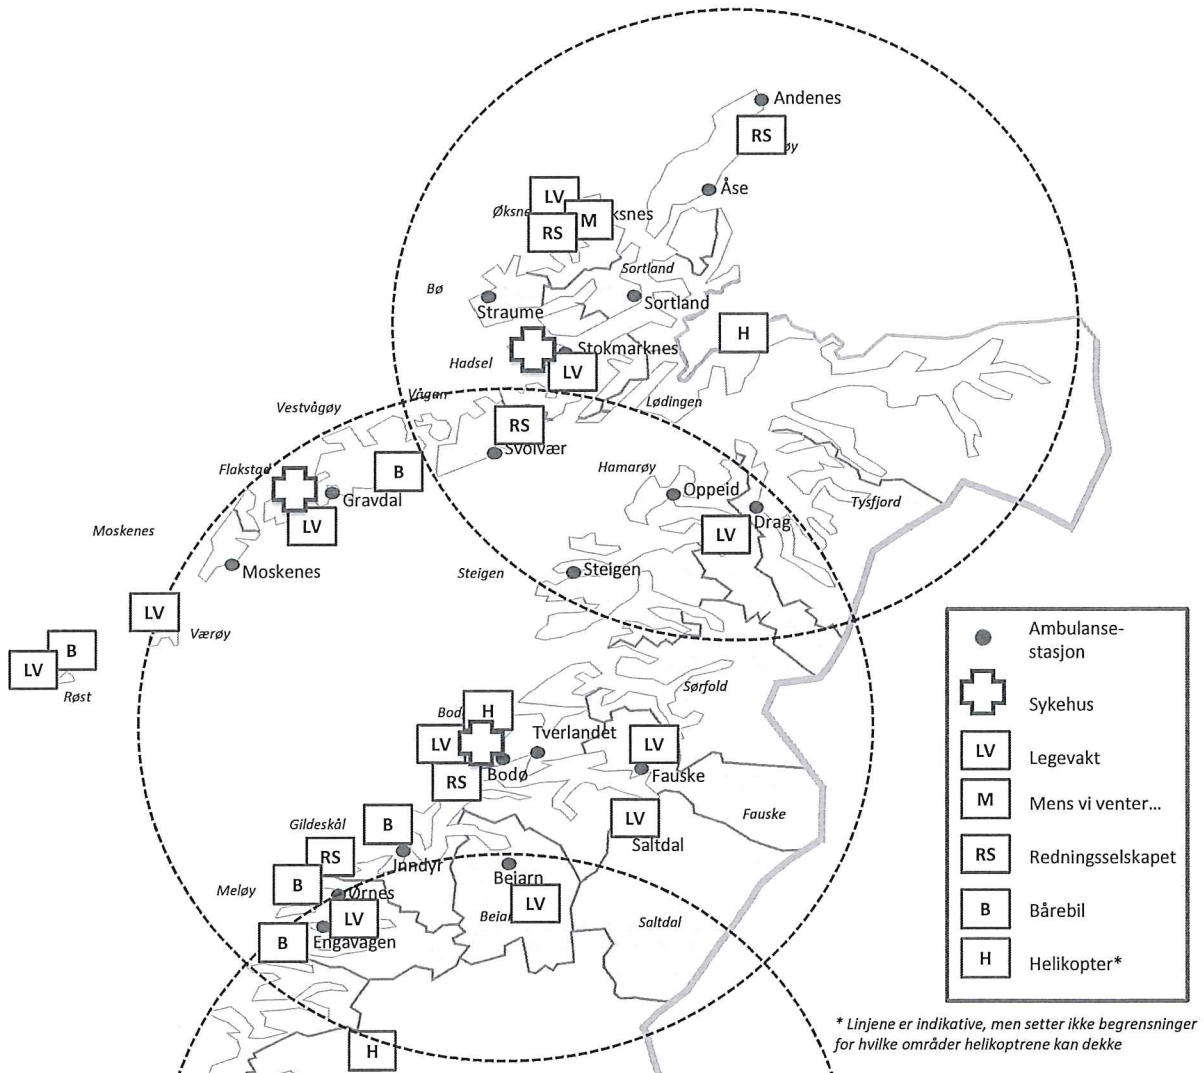 Andenes
RS
øy
Åse
LV
Øksne
M
ksnes
RS
Sortland
Bø
Sortland
Straume
H
Stokmarknes
Hadsel
LV
Vågan
Lødingen
Vestvågøy
RS
Svolvær
Flakstad
B
Hamarøy
Oppeid
Gravdal
Tysfjord
Drag
LV
LV
Moskenes
Moskenes
Steigen
Steigen
LV
Værøy
B
LV
Røst
Sørfold
Bod
H
LV
Tverlandet
LV
Bodø
Fauske
RS
Fauske
LV
Saltdal
Gildeskål
B
RS
Inndyr
Beiarn
Meløy
B
Ørnes
LV
LV
Beiar
Saltdal
Engavågen
B
H
Ambulanse-
stasjon
Sykehus
LV Legevakt
M Mens vi venter...
RS Redningsselskapet
B Bårebil
H Helikopter*
* Linjene er indikative, men setter ikke begrensninger
for hvilke områder helikoptrene kan dekke